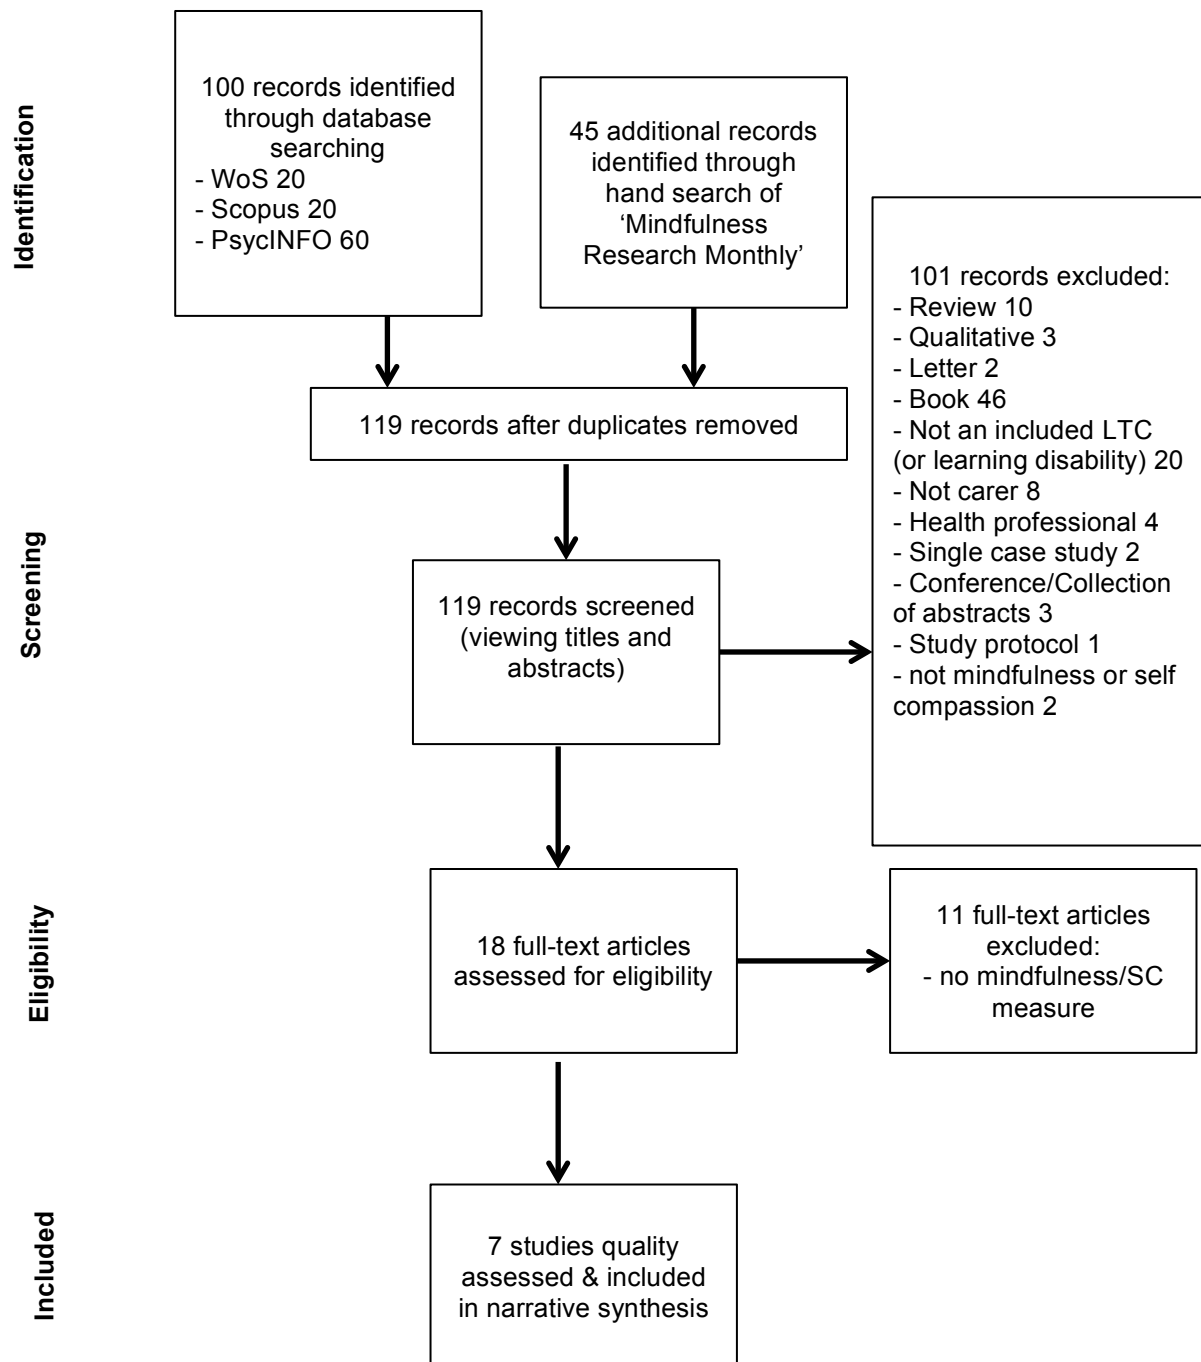 Identification
100 records identified
through database
searching
- WoS 20
- Scopus 20
- PsycINFO 60
45 additional records
identified through
hand search of
‘Mindfulness
Research Monthly’
119 records after duplicates removed
Screening
119 records screened
(viewing titles and
abstracts)
101 records excluded:
- Review 10
- Qualitative 3
- Letter 2
- Book 46
- Not an included LTC
(or learning disability) 20
- Not carer 8
- Health professional 4
- Single case study 2
- Conference/Collection
of abstracts 3
- Study protocol 1
- not mindfulness or self
compassion 2
Eligibility
18 full-text articles
assessed for eligibility
11 full-text articles
excluded:
- no mindfulness/SC
measure
Included
7 studies quality
assessed & included
in narrative synthesis